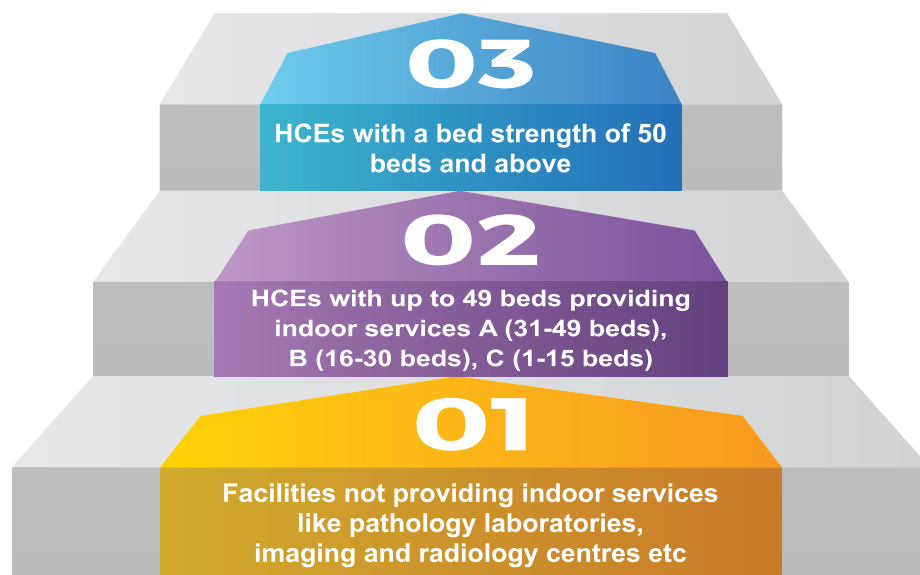 03
HCEs with a bed strength of 50
beds and above
02
HCEs with up to 49 beds providing
indoor services A (31-49 beds),
B (16-30 beds), C (1-15 beds)
01
Facilities not providing indoor services
like pathology laboratories,
imaging and radiology centres etc